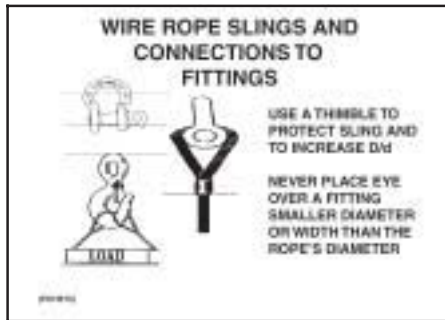 WIRE ROPE SLINGS AND
CONNECTIONS TO
FITTINGS
USE A THIMBLE TO
PROTECT SLING AND
TO INCREASE D/d
NEVER PLACE EYE
OVER A FITTING
SMALLER DIAMETER
OR WIDTH THAN THE
ROPE'S DIAMETER
LOAD